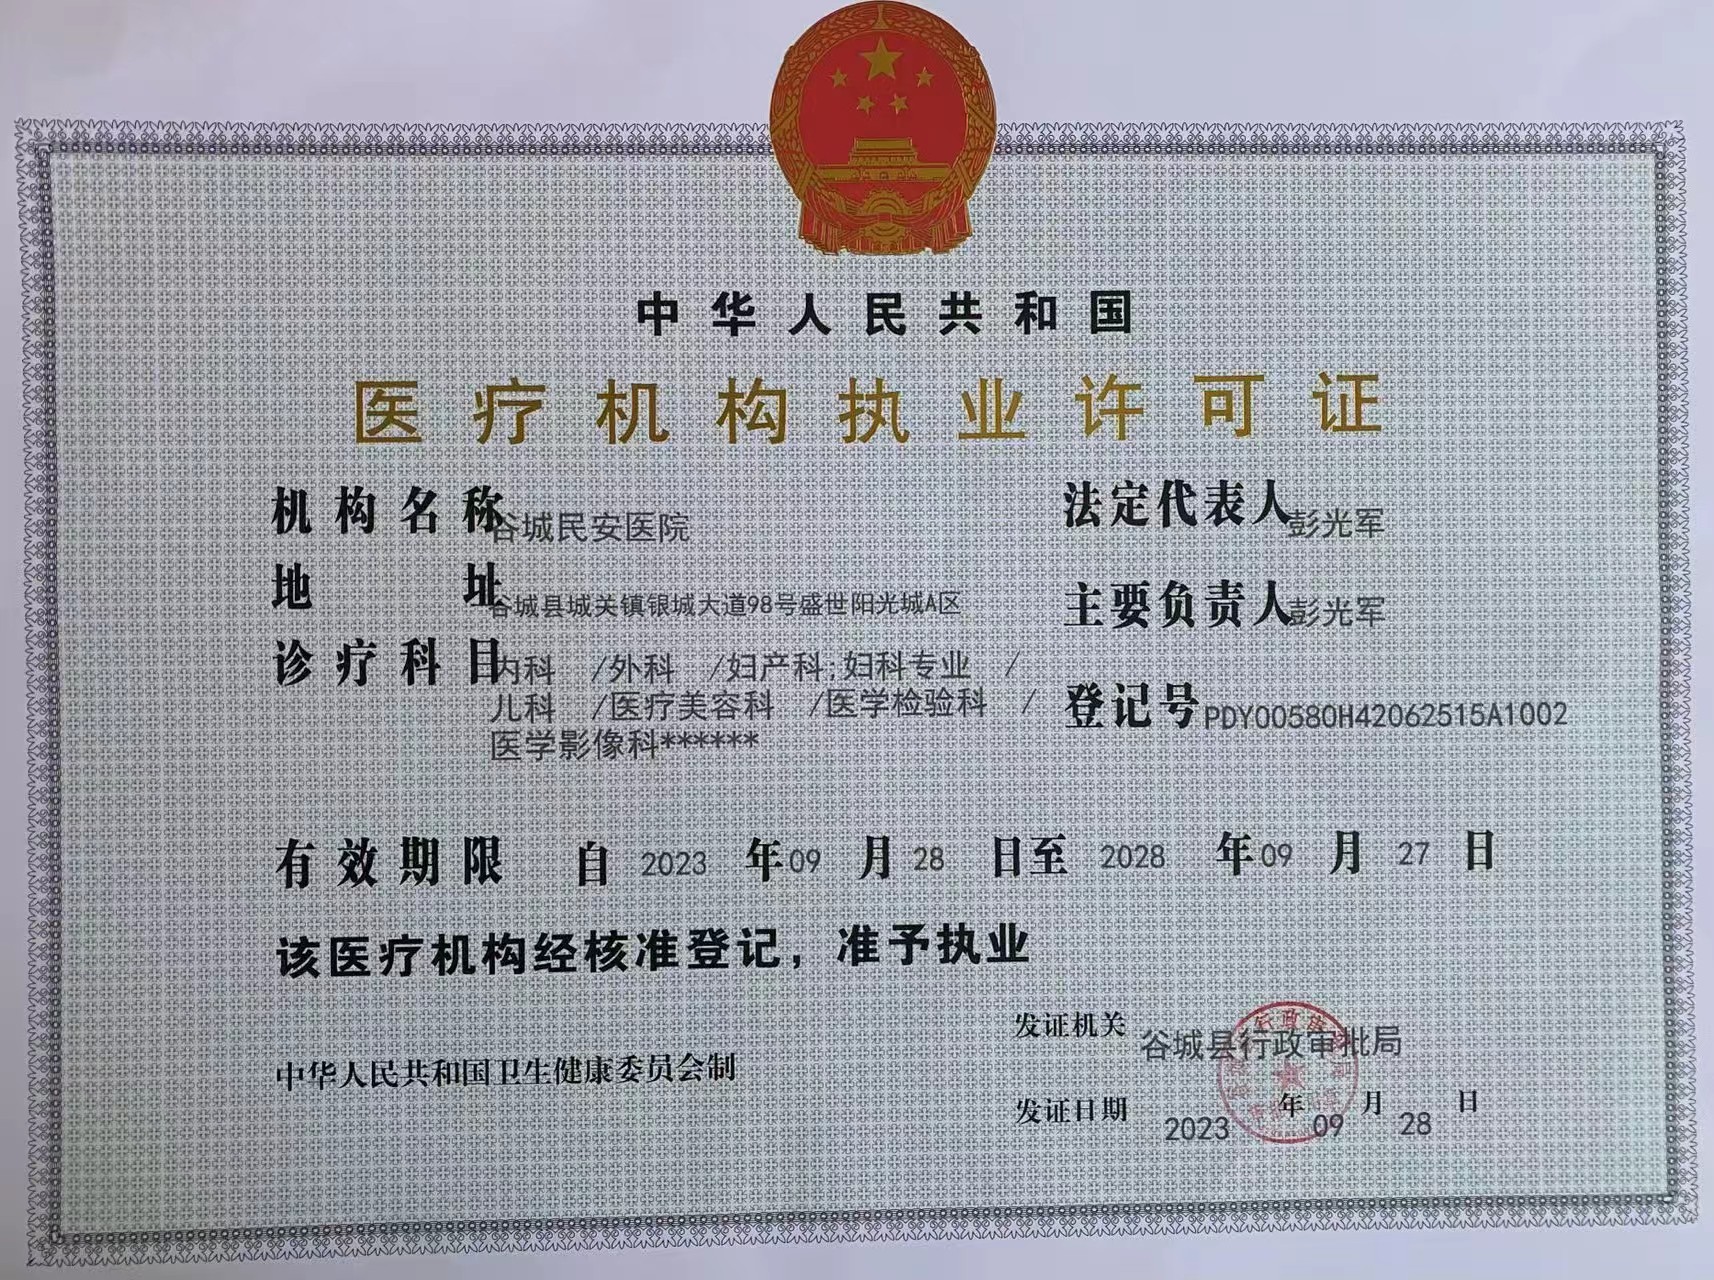 中华人民共和国
医疗机构执业许可证
机构名称 谷城民安医院
法定代表人 彭光军
地址 谷城县城关镇银城大道98号盛世阳光城A区
主要负责人 彭光军
诊疗科目 内科 /外科 /妇产科;妇科专业 /
儿科 /医疗美容科 /医学检验科 /
医学影像科******
登记号 PDY00580H42062515A1002
有效期限 自 2023 年 09 月 28 日至 2028 年 09 月 27 日
该医疗机构经核准登记，准予执业
发证机关 谷城县行政审批局
中华人民共和国卫生健康委员会制
发证日期 2023 年 09 月 28 日